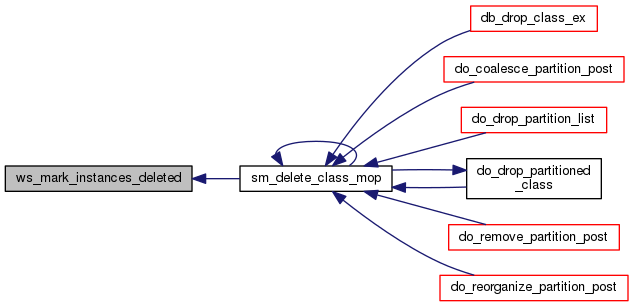 db_drop_class_ex
do_coalesce_partition_post
do_drop_partition_list
ws_mark_instances_deleted
sm_delete_class_mop
do_drop_partitioned
_class
do_remove_partition_post
do_reorganize_partition_post